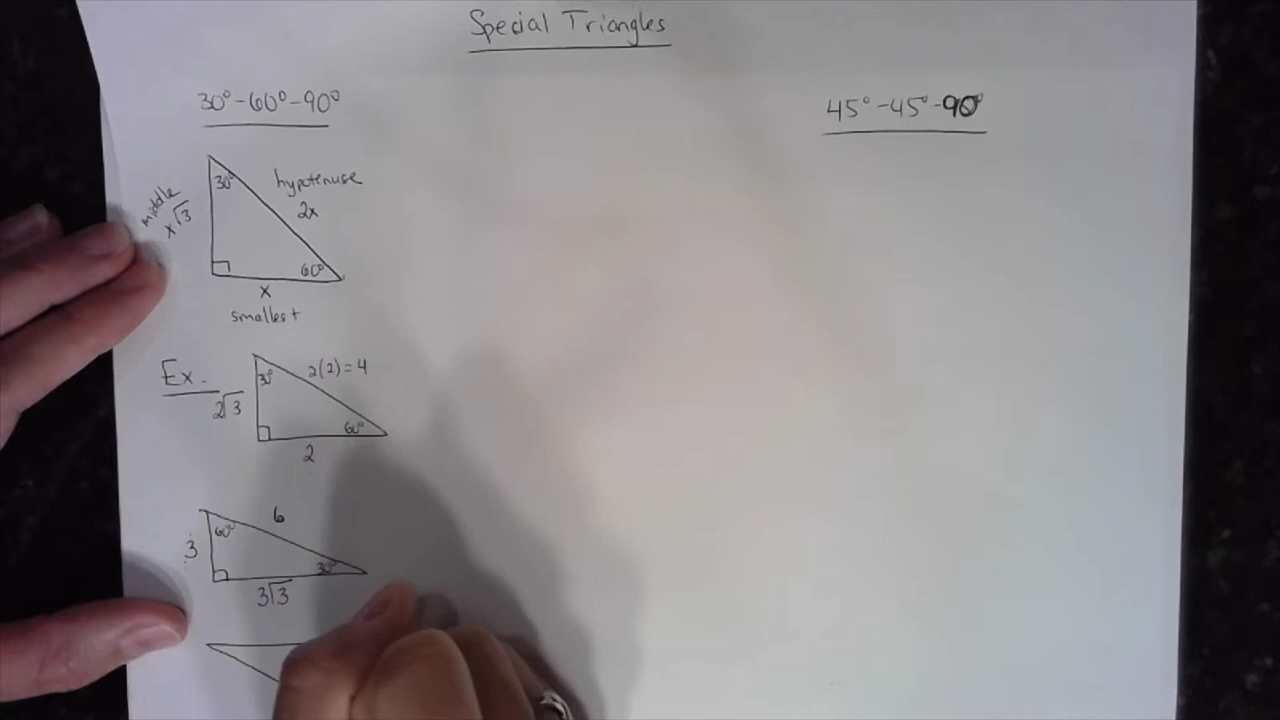 Special Triangles
30°-60°-90°
45°-45°-90°
30°
hypotenuse
2x
middle
x√3
60°
x
smallest
Ex.
30°
2(2)=4
2√3
60°
2
6
60°
3
30°
3√3